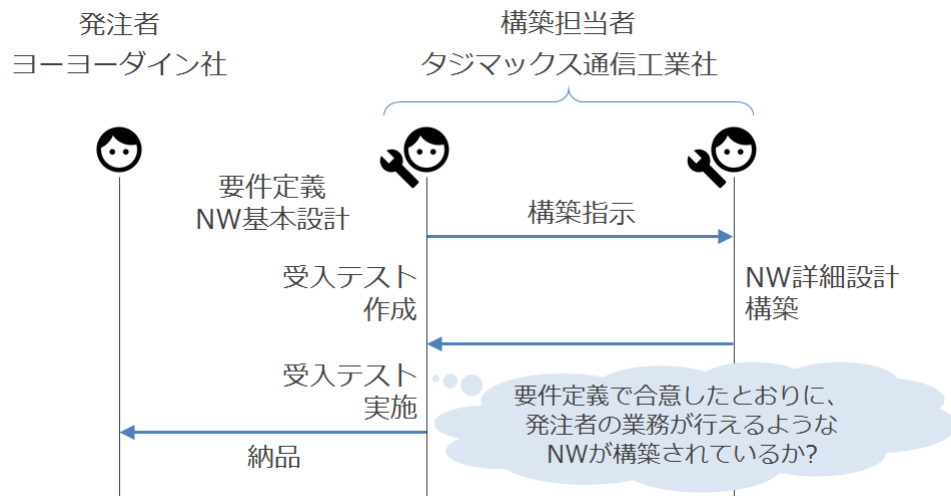 発注者
ヨーヨーダイン社
構築担当者
タジマックス通信工業社
要件定義
NW基本設計
構築指示
受入テスト
作成
NW詳細設計
構築
受入テスト
実施
要件定義で合意したとおりに、
発注者の業務が行えるような
NWが構築されているか?
納品